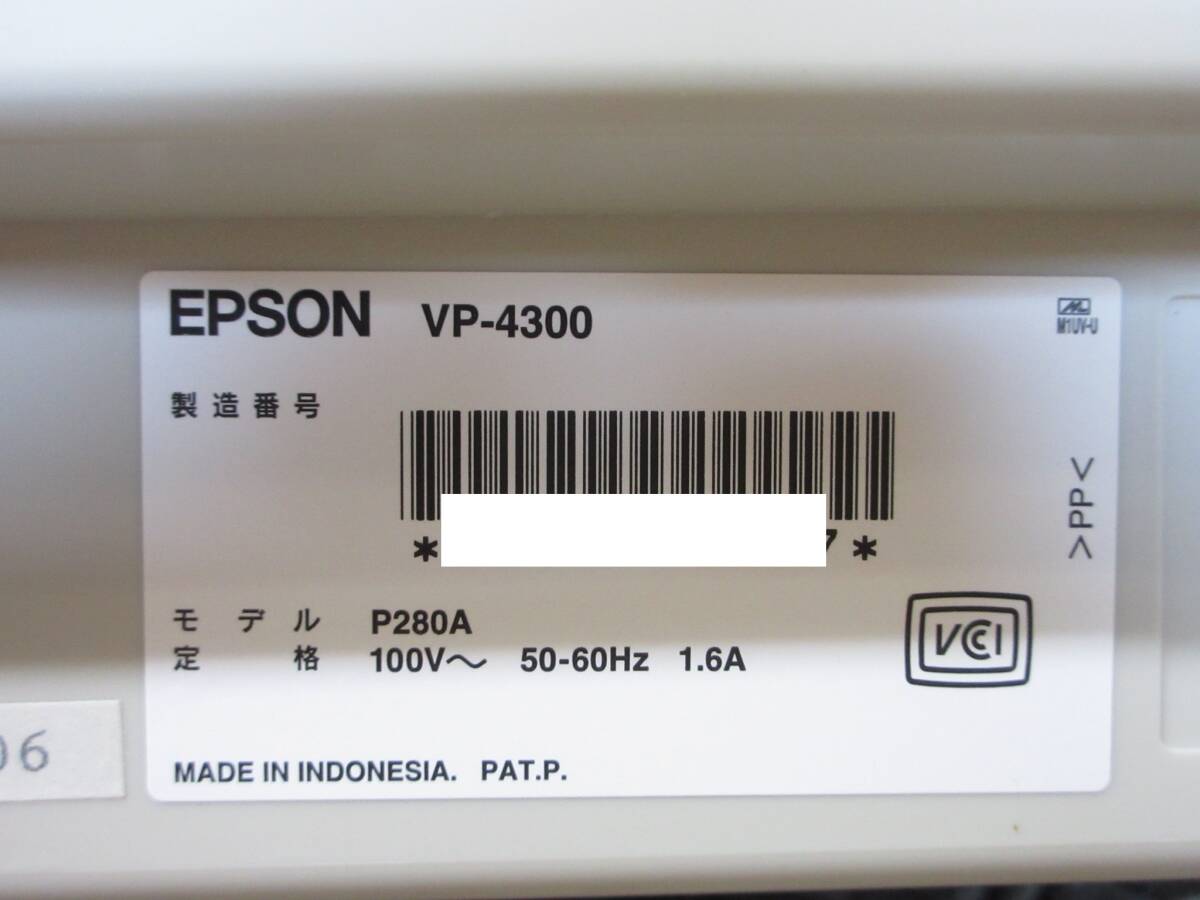 EPSON VP-4300
M1UV-U
製造番号
* 7 *
>PP<
モデル P280A
定格 100V～ 50-60Hz 1.6A
VCCI
06
MADE IN INDONESIA. PAT.P.